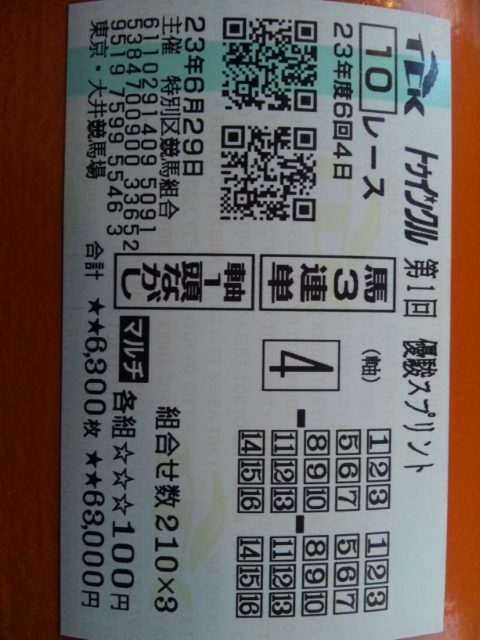 TCK トゥインクル 第1回 優駿スプリント
10 レース
23年度6回4日
馬3連単
軸1頭ながし
(軸)
4
-
1 2 3
5 6 7
8 9 10
11 12 13
14 15 16
-
1 2 3
5 6 7
8 9 10
11 12 13
14 15 16
23年6月29日
主催 特別区競馬組合
東京・大井競馬場
組合せ数210×3
マルチ 各組☆☆☆100円
合計 ★★6,300枚 ★★63,000円